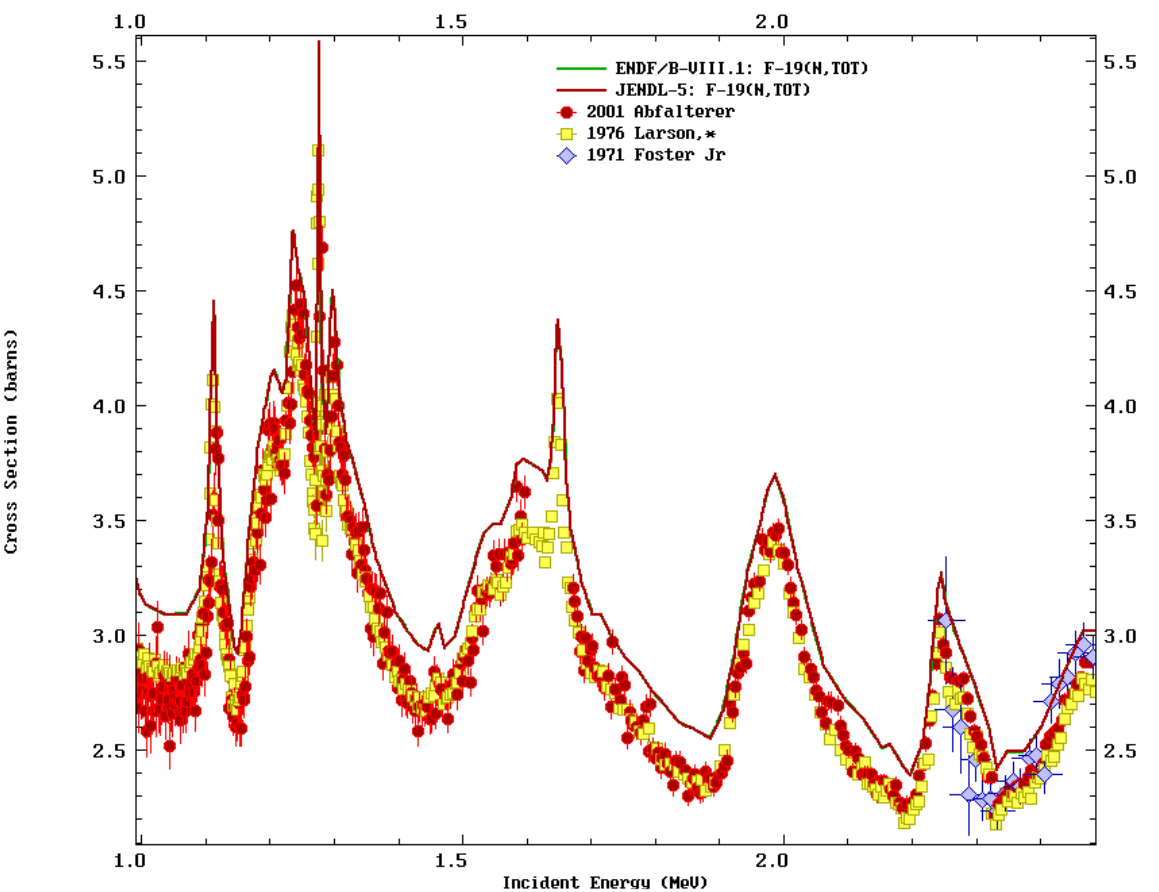 1.0 1.5 2.0
5.5 5.5
ENDF/B-VIII.1: F-19(N,TOT)
JENDL-5: F-19(N,TOT)
2001 Abfalterer
1976 Larson,*
1971 Foster Jr
5.0 5.0
4.5 4.5
4.0 4.0
3.5 3.5
3.0 3.0
2.5 2.5
Cross Section (barns)
1.0 1.5 2.0
Incident Energy (MeV)